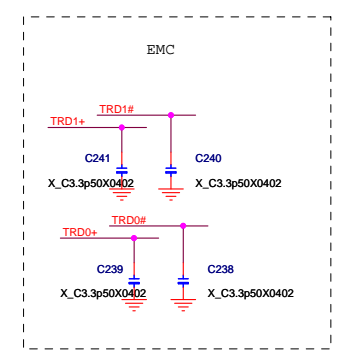 EMC
TRD1#
TRD1+
C241
C240
X_C3.3p50X0402
X_C3.3p50X0402
TRD0#
TRD0+
C239
C238
X_C3.3p50X0402
X_C3.3p50X0402